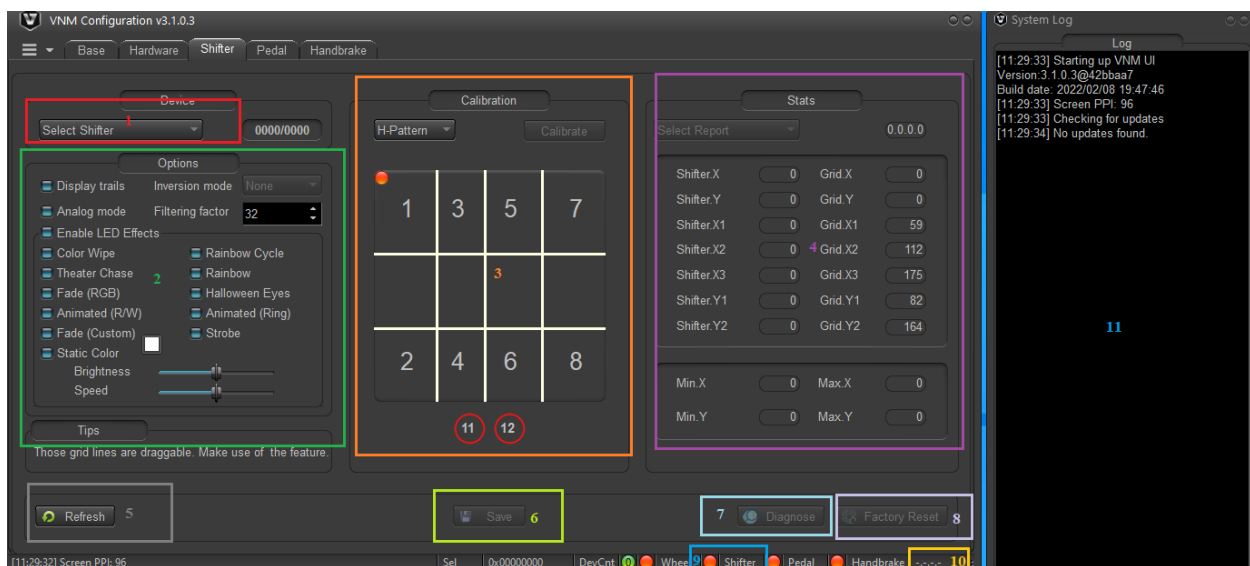 VNM Configuration v3.1.0.3
Base Hardware Shifter Pedal Handbrake
Device
Select Shifter 1 0000/0000
Options
Display trails Inversion mode None
Analog mode Filtering factor 32
Enable LED Effects
Color Wipe Rainbow Cycle
Theater Chase 2 Rainbow
Fade (RGB) Halloween Eyes
Animated (R/W) Animated (Ring)
Fade (Custom) Strobe
Static Color
Brightness
Speed
Tips
Those grid lines are draggable. Make use of the feature.
Calibration
H-Pattern Calibrate
1 3 5 7
3
2 4 6 8
11 12
Stats
Select Report 0.0.0.0
Shifter.X 0 Grid.X 0
Shifter.Y 0 Grid.Y 0
Shifter.X1 0 Grid.X1 59
Shifter.X2 0 4 Grid.X2 112
Shifter.X3 0 Grid.X3 175
Shifter.Y1 0 Grid.Y1 82
Shifter.Y2 0 Grid.Y2 164
Min.X 0 Max.X 0
Min.Y 0 Max.Y 0
Refresh 5
Save 6
7 Diagnose
Factory Reset 8
[11:29:32] Screen PPI: 96 Sel 0x00000000 DevCnt 0 Whee 9 Shifter Pedal Handbrake -.-.-.- 10
System Log
Log
[11:29:33] Starting up VNM UI
Version:3.1.0.3@42bbaa7
Build date: 2022/02/08 19:47:46
[11:29:33] Screen PPI: 96
[11:29:33] Checking for updates
[11:29:34] No updates found.
11